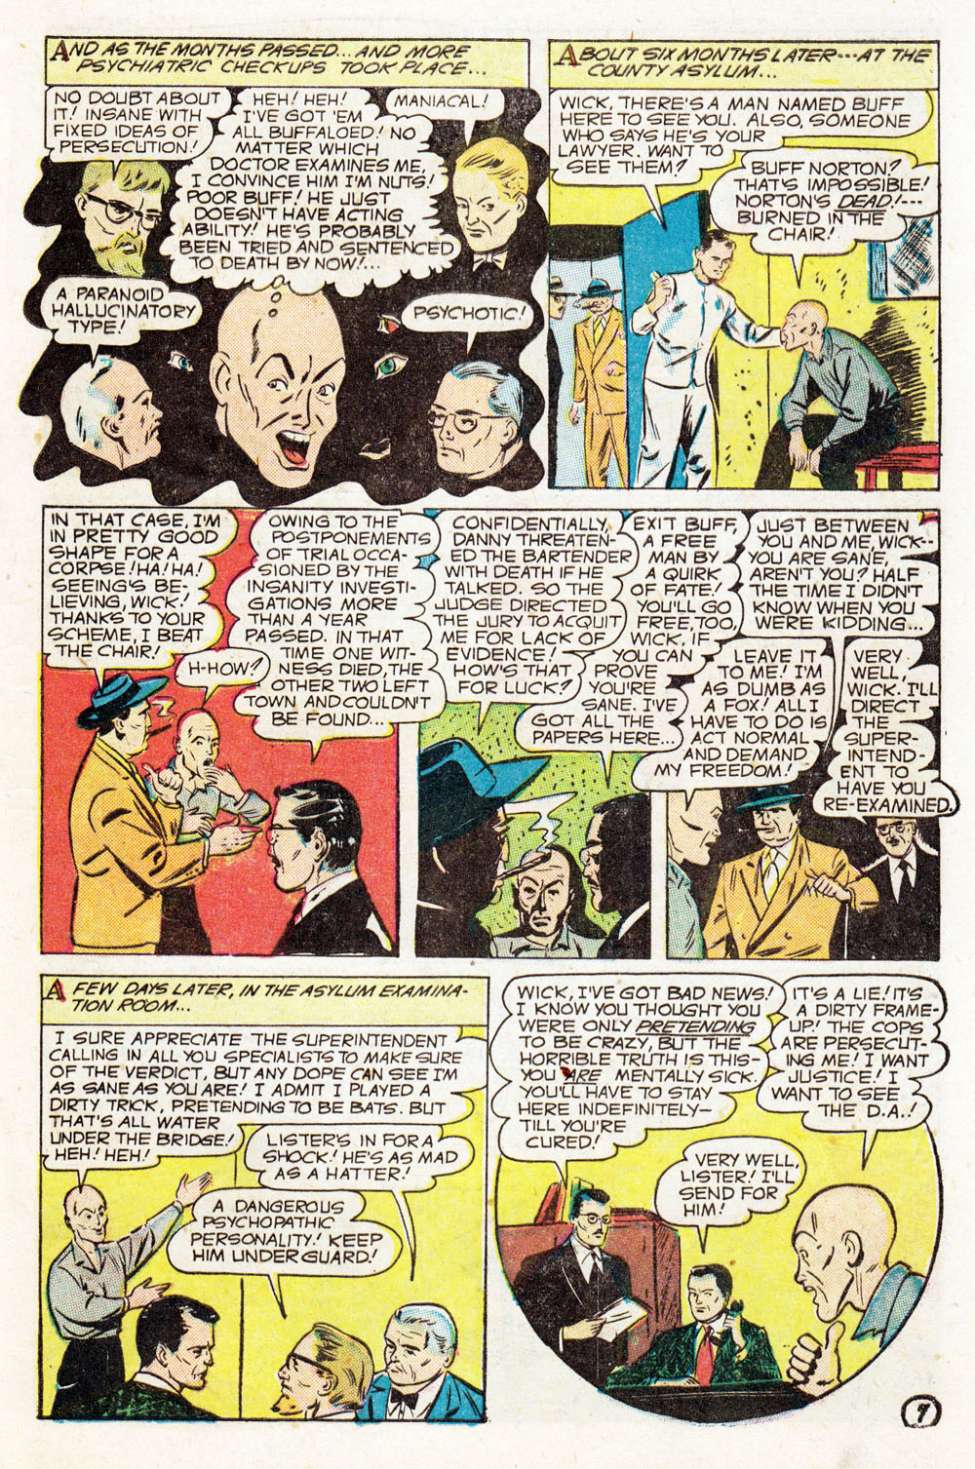 AND AS THE MONTHS PASSED... AND MORE
PSYCHIATRIC CHECKUPS TOOK PLACE...
NO DOUBT ABOUT
IT! INSANE WITH
FIXED IDEAS OF
PERSECUTION!
HEH! HEH!
I'VE GOT 'EM
ALL BUFFALOED! NO
MATTER WHICH
DOCTOR EXAMINES ME,
I CONVINCE HIM I'M NUTS!
POOR BUFF! HE JUST
DOESN'T HAVE ACTING
ABILITY! HE'S PROBABLY
BEEN TRIED AND SENTENCED
TO DEATH BY NOW!...
MANIACAL!
A PARANOID
HALLUCINATORY
TYPE!
PSYCHOTIC!
ABOUT SIX MONTHS LATER---AT THE
COUNTY ASYLUM...
WICK, THERE'S A MAN NAMED BUFF
HERE TO SEE YOU. ALSO, SOMEONE
WHO SAYS HE'S YOUR
LAWYER. WANT TO
SEE THEM?
BUFF NORTON?
THAT'S IMPOSSIBLE!
NORTON'S DEAD!---
BURNED IN THE
CHAIR!
IN THAT CASE, I'M
IN PRETTY GOOD
SHAPE FOR A
CORPSE! HA! HA!
SEEING'S BE-
LIEVING, WICK!
THANKS TO YOUR
SCHEME, I BEAT
THE CHAIR!
H-HOW?
OWING TO THE
POSTPONEMENTS
OF TRIAL OCCA-
SIONED BY THE
INSANITY INVESTI-
GATIONS MORE
THAN A YEAR
PASSED. IN THAT
TIME ONE WIT-
NESS DIED, THE
OTHER TWO LEFT
TOWN AND COULDN'T
BE FOUND...
CONFIDENTIALLY,
DANNY THREATEN-
ED THE BARTENDER
WITH DEATH IF HE
TALKED. SO THE
JUDGE DIRECTED
THE JURY TO ACQUIT
ME FOR LACK OF
EVIDENCE!
HOW'S THAT
FOR LUCK?
EXIT BUFF,
A FREE
MAN BY
A QUIRK
OF FATE!
YOU'LL GO
FREE, TOO,
WICK, IF
YOU CAN
PROVE
YOU'RE
SANE. I'VE
GOT ALL THE
PAPERS HERE...
JUST BETWEEN
YOU AND ME, WICK--
YOU ARE SANE,
AREN'T YOU? HALF
THE TIME I DIDN'T
KNOW WHEN YOU
WERE KIDDING...
LEAVE IT
TO ME! I'M
AS DUMB AS
A FOX! ALL I
HAVE TO DO IS
ACT NORMAL
AND DEMAND
MY FREEDOM!
VERY
WELL,
WICK. I'LL
DIRECT
THE
SUPER-
INTEND-
ENT TO
HAVE YOU
RE-EXAMINED.
A FEW DAYS LATER, IN THE ASYLUM EXAMINA-
TION ROOM...
I SURE APPRECIATE THE SUPERINTENDENT
CALLING IN ALL YOU SPECIALISTS TO MAKE SURE
OF THE VERDICT, BUT ANY DOPE CAN SEE I'M
AS SANE AS YOU ARE! I ADMIT I PLAYED A
DIRTY TRICK, PRETENDING TO BE BATS. BUT
THAT'S ALL WATER
UNDER THE BRIDGE!
HEH! HEH!
LISTER'S IN FOR A
SHOCK! HE'S AS MAD
AS A HATTER!
A DANGEROUS
PSYCHOPATHIC
PERSONALITY! KEEP
HIM UNDER GUARD!
WICK, I'VE GOT BAD NEWS!
I KNOW YOU THOUGHT YOU
WERE ONLY PRETENDING
TO BE CRAZY, BUT THE
HORRIBLE TRUTH IS THIS-
YOU ARE MENTALLY SICK.
YOU'LL HAVE TO STAY
HERE INDEFINITELY-
TILL YOU'RE
CURED!
IT'S A LIE! IT'S
A DIRTY FRAME-
UP! THE COPS
ARE PERSECUT-
ING ME! I WANT
JUSTICE! I
WANT TO SEE
THE D.A.!
VERY WELL,
LISTER! I'LL
SEND FOR
HIM!
7